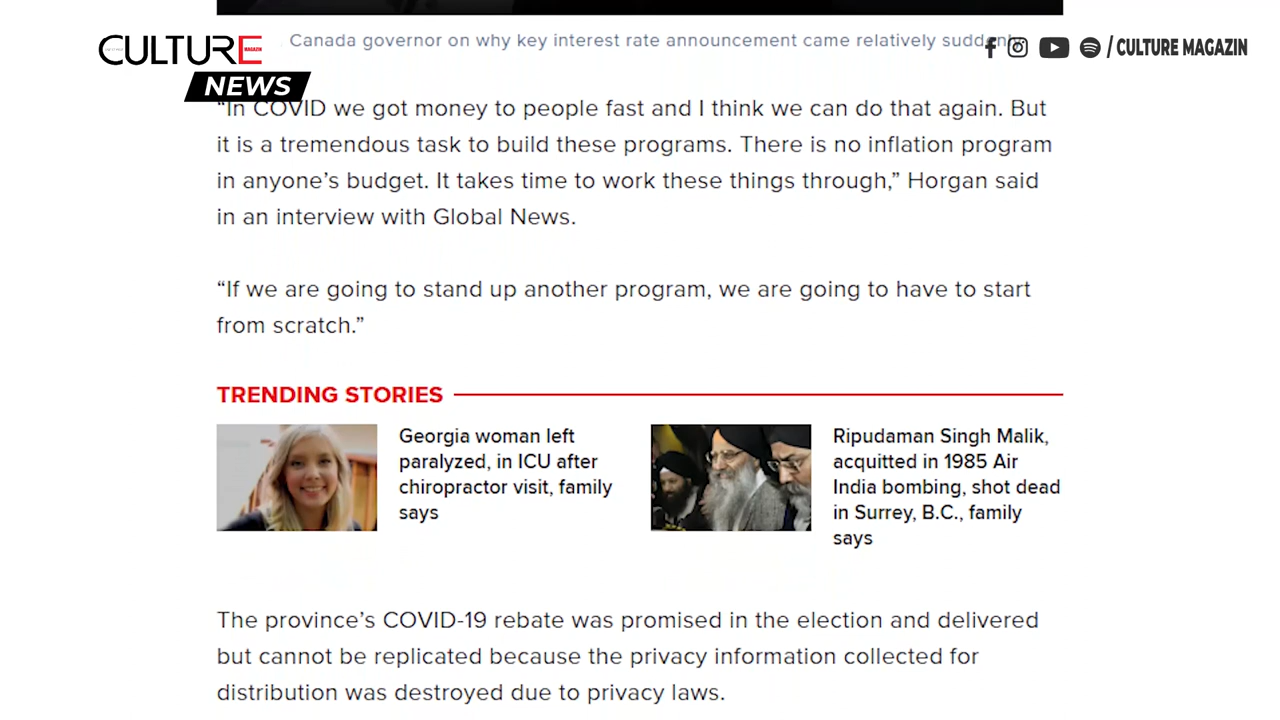 CULTURE
MAGAZIN
NEWS
Canada governor on why key interest rate announcement came relatively suddenly
/ CULTURE MAGAZIN
“In COVID we got money to people fast and I think we can do that again. But
it is a tremendous task to build these programs. There is no inflation program
in anyone’s budget. It takes time to work these things through,” Horgan said
in an interview with Global News.
“If we are going to stand up another program, we are going to have to start
from scratch.”
TRENDING STORIES
Georgia woman left
paralyzed, in ICU after
chiropractor visit, family
says
Ripudaman Singh Malik,
acquitted in 1985 Air
India bombing, shot dead
in Surrey, B.C., family
says
The province’s COVID-19 rebate was promised in the election and delivered
but cannot be replicated because the privacy information collected for
distribution was destroyed due to privacy laws.